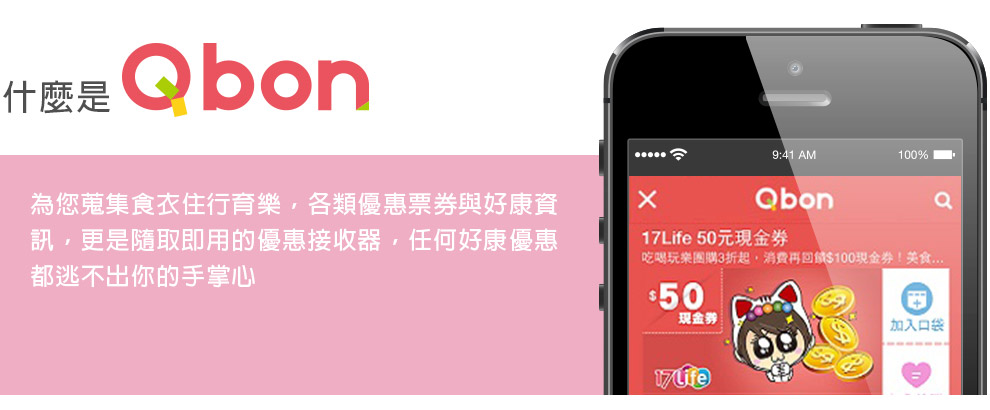 什麼是 Qbon
為您蒐集食衣住行育樂，各類優惠票券與好康資
訊，更是隨取即用的優惠接收器，任何好康優惠
都逃不出你的手掌心
9:41 AM
100%
Qbon
17Life 50元現金券
吃喝玩樂團購3折起，消費再回饋$100現金券！美食...
$50
現金券
加入口袋
17Life